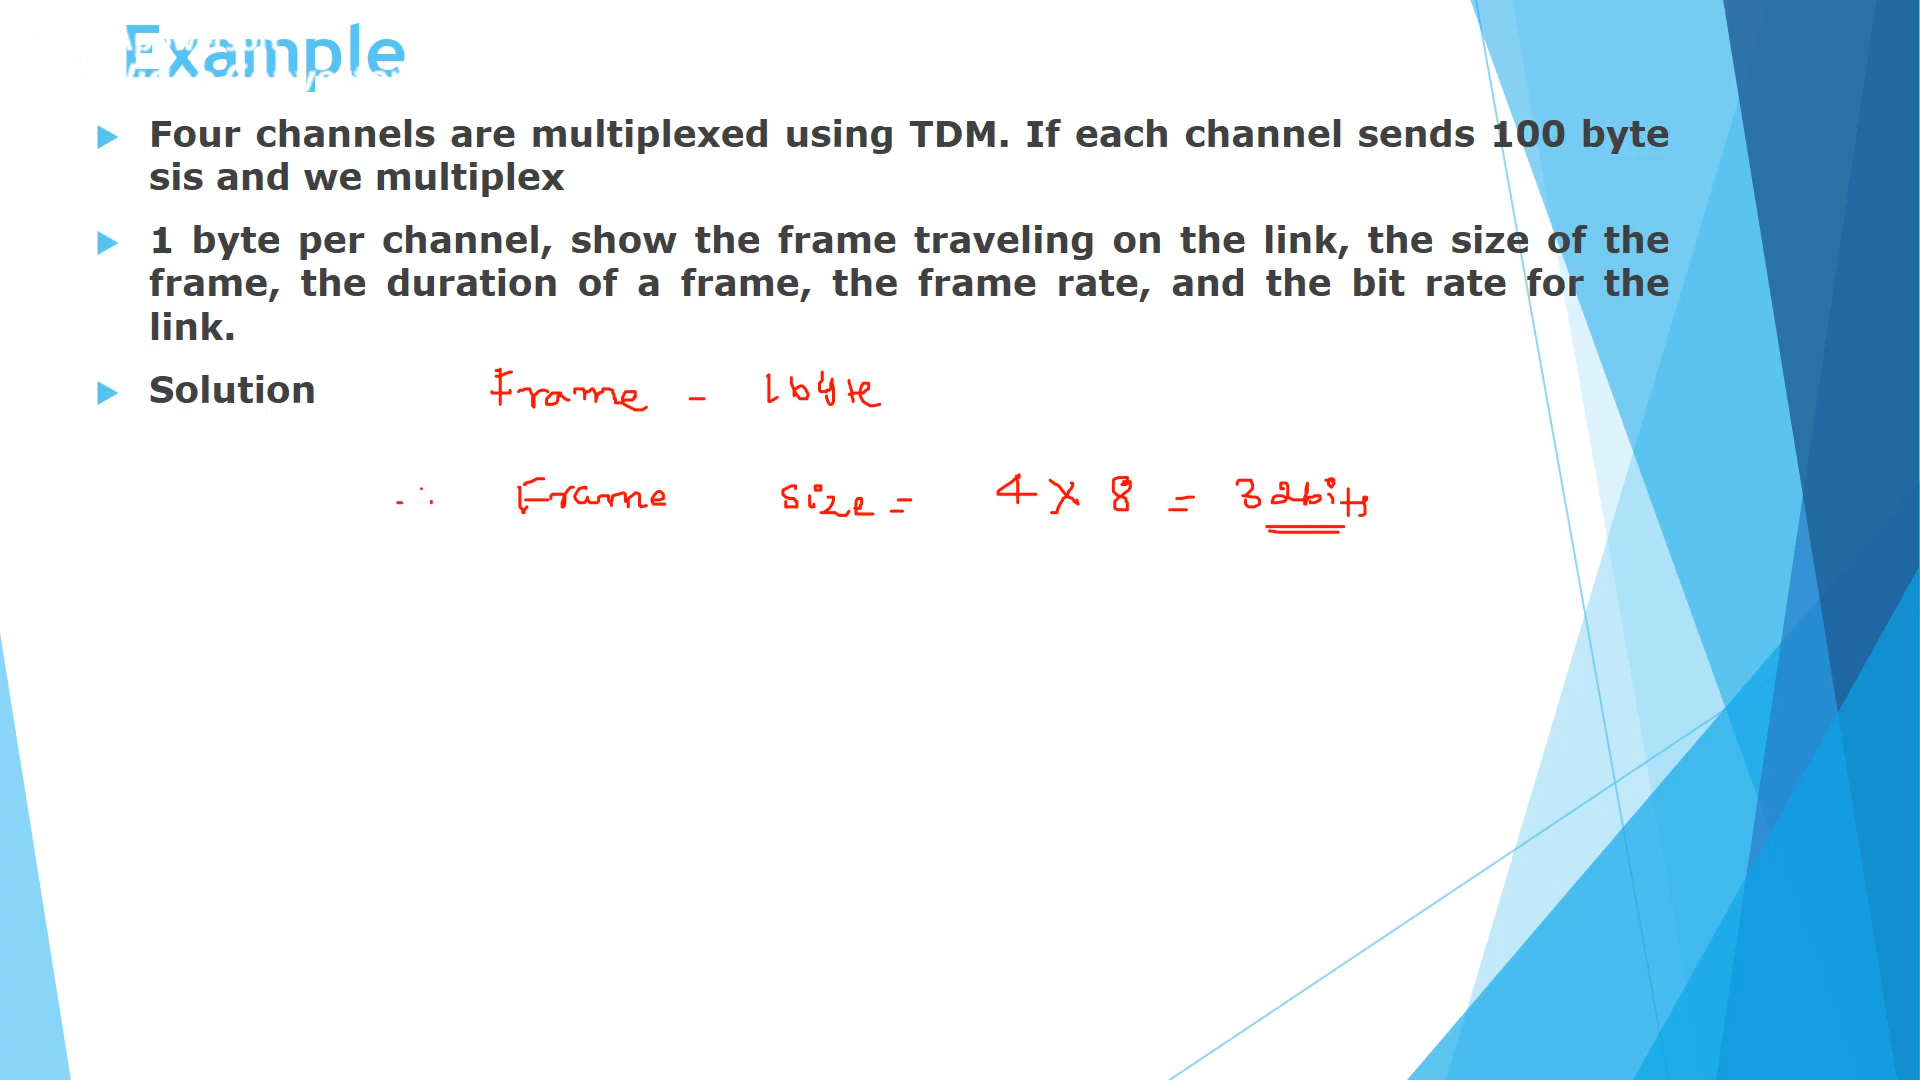 Example
Four channels are multiplexed using TDM. If each channel sends 100 byte
sis and we multiplex
1 byte per channel, show the frame traveling on the link, the size of the
frame, the duration of a frame, the frame rate, and the bit rate for the
link.
Solution
Frame - 1byte
∴ Frame size = 4 x 8 = 32bits